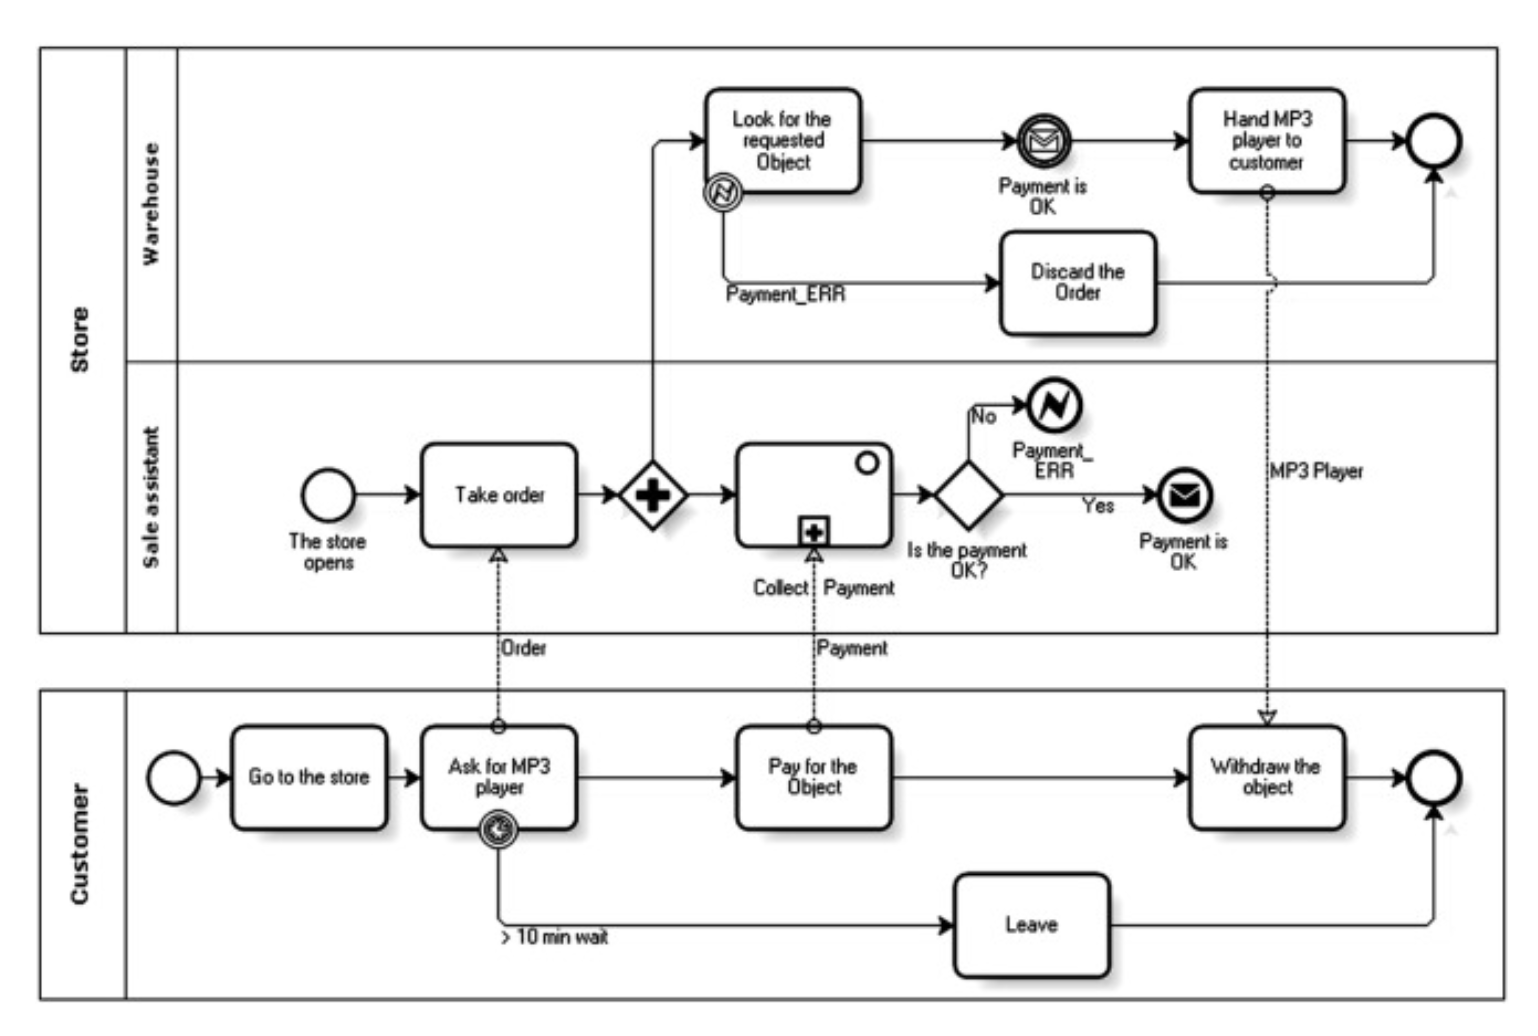 Store
Warehouse
Look for the
requested
Object
Payment is
OK
Hand MP3
player to
customer
Payment_ERR
Discard the
Order
Sale assistant
The store
opens
Take order
Collect Payment
Is the payment
OK?
No
Payment_
ERR
Yes
Payment is
OK
MP3 Player
Order
Payment
Customer
Go to the store
Ask for MP3
player
Pay for the
Object
Withdraw the
object
> 10 min wait
Leave